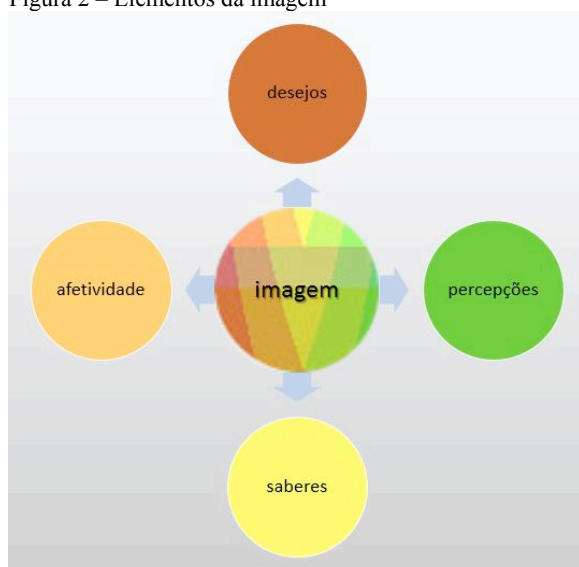 Figura 2 – Elementos da imagem
desejos
afetividade
imagem
percepções
saberes